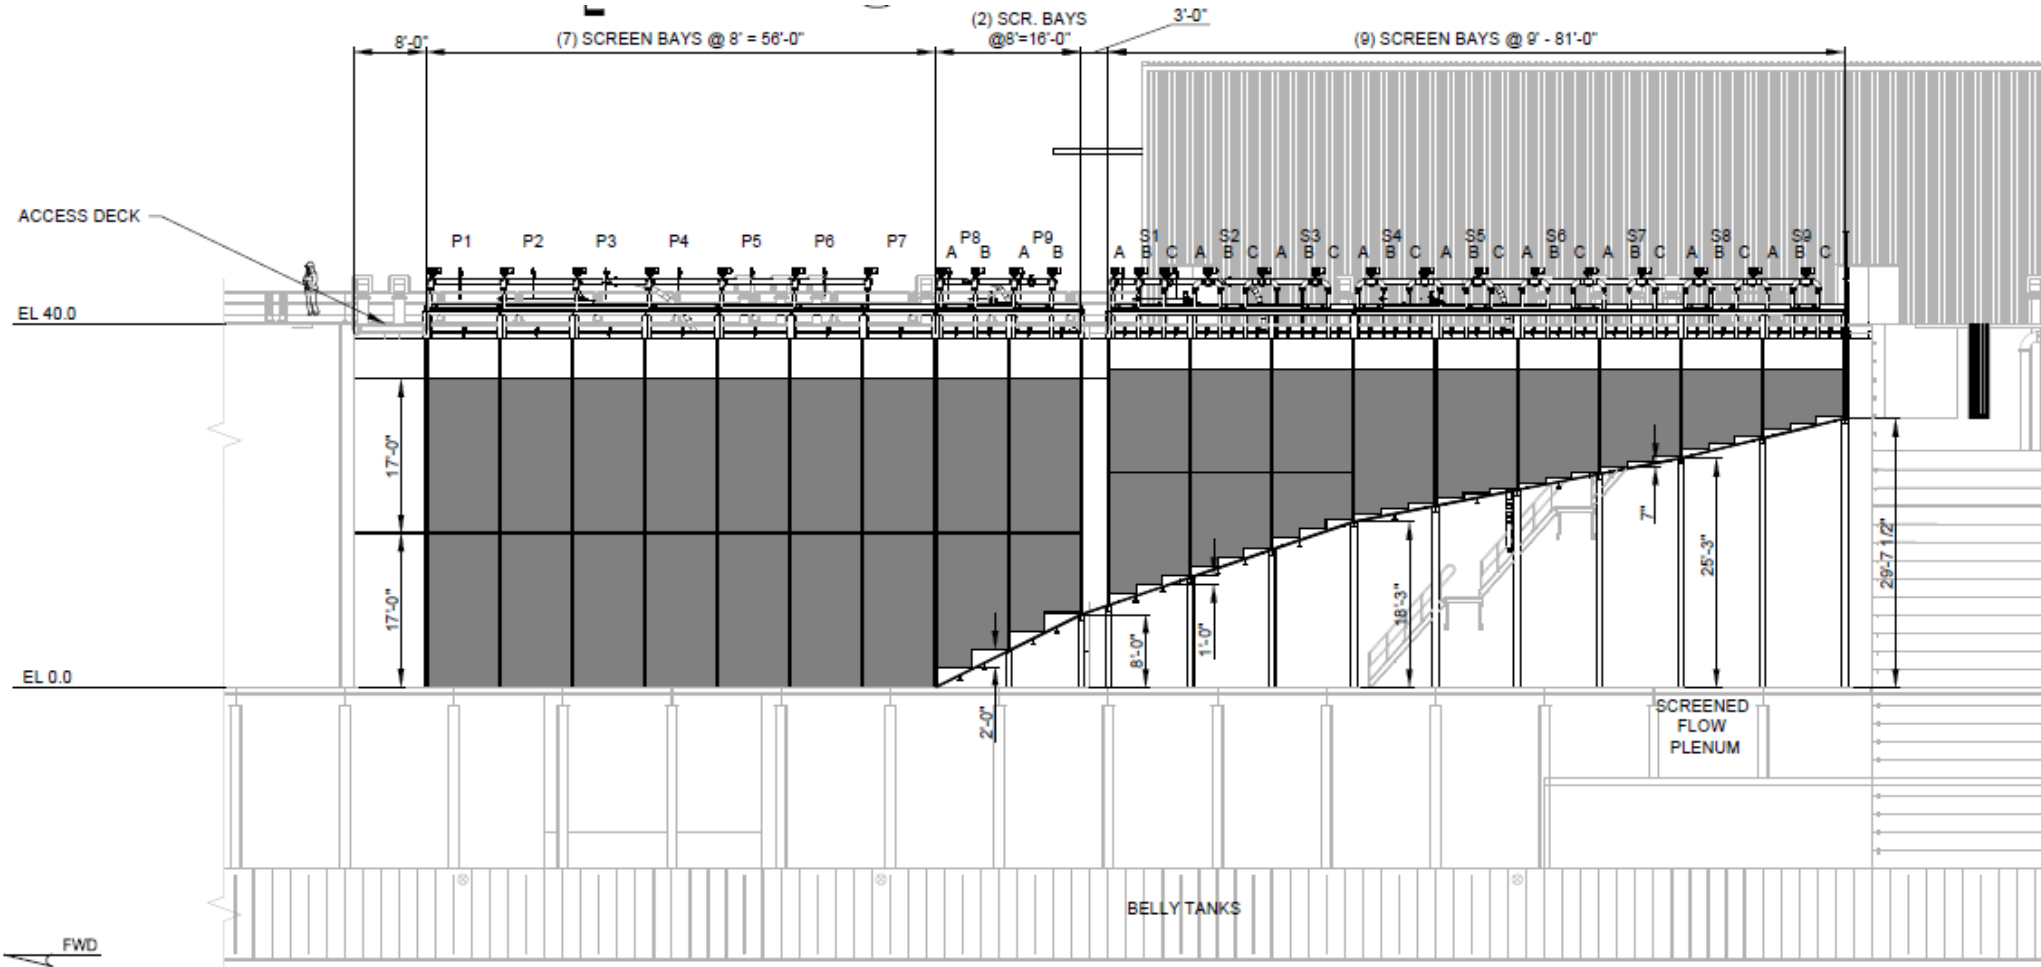 (2) SCR. BAYS
@8'=16'-0"
3'-0"
8'-0"
(7) SCREEN BAYS @ 8' = 56'-0"
(9) SCREEN BAYS @ 9' - 81'-0"
ACCESS DECK
P1 P2 P3 P4 P5 P6 P7 P8 P9 S1 S2 S3 S4 S5 S6 S7 S8 S9
A B A B A B C A B C A B C A B C A B C A B C A B C A B C A B C
EL 40.0
17'-0"
17'-0"
2'-0"
8'-0"
1'-0"
18'-3"
7"
25'-3"
29'-7 1/2"
EL 0.0
SCREENED
FLOW
PLENUM
BELLY TANKS
FWD